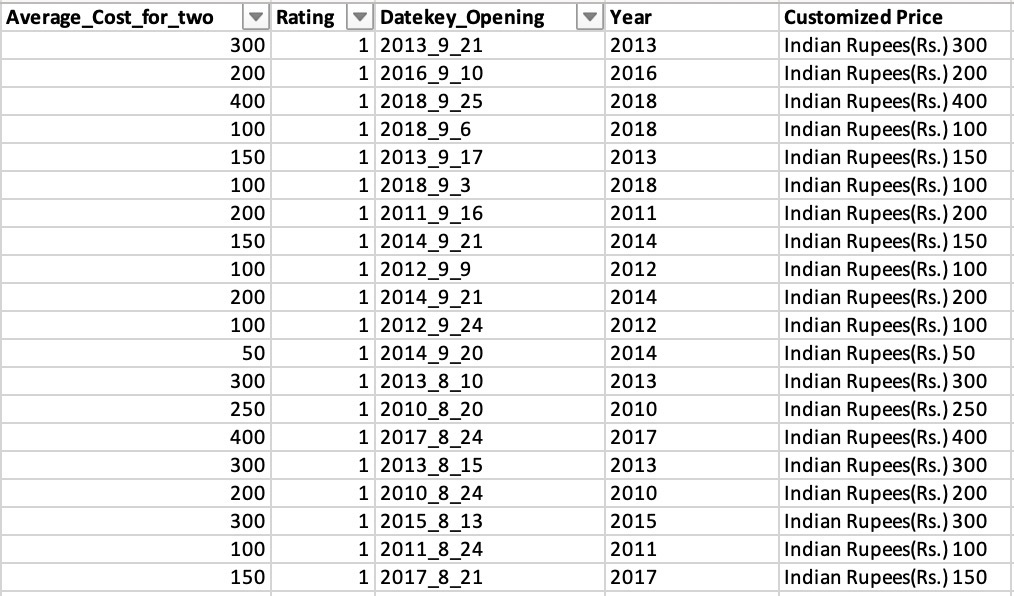 Average_Cost_for_two Rating Datekey_Opening Year Customized Price
300 1 2013_9_21 2013 Indian Rupees(Rs.) 300
200 1 2016_9_10 2016 Indian Rupees(Rs.) 200
400 1 2018_9_25 2018 Indian Rupees(Rs.) 400
100 1 2018_9_6 2018 Indian Rupees(Rs.) 100
150 1 2013_9_17 2013 Indian Rupees(Rs.) 150
100 1 2018_9_3 2018 Indian Rupees(Rs.) 100
200 1 2011_9_16 2011 Indian Rupees(Rs.) 200
150 1 2014_9_21 2014 Indian Rupees(Rs.) 150
100 1 2012_9_9 2012 Indian Rupees(Rs.) 100
200 1 2014_9_21 2014 Indian Rupees(Rs.) 200
100 1 2012_9_24 2012 Indian Rupees(Rs.) 100
50 1 2014_9_20 2014 Indian Rupees(Rs.) 50
300 1 2013_8_10 2013 Indian Rupees(Rs.) 300
250 1 2010_8_20 2010 Indian Rupees(Rs.) 250
400 1 2017_8_24 2017 Indian Rupees(Rs.) 400
300 1 2013_8_15 2013 Indian Rupees(Rs.) 300
200 1 2010_8_24 2010 Indian Rupees(Rs.) 200
300 1 2015_8_13 2015 Indian Rupees(Rs.) 300
100 1 2011_8_24 2011 Indian Rupees(Rs.) 100
150 1 2017_8_21 2017 Indian Rupees(Rs.) 150